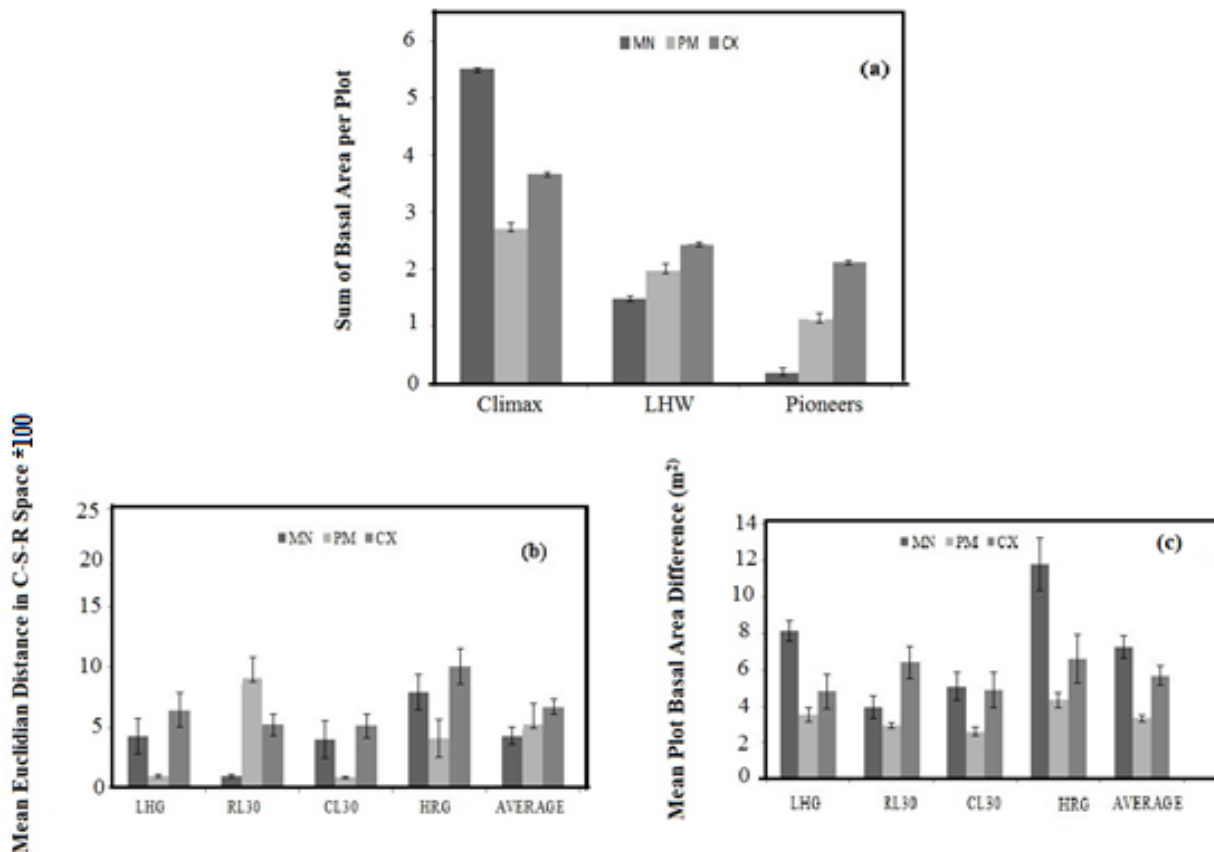 Sum of Basal Area per Plot
6
5
4
3
2
1
0
MN PM CX
(a)
Climax LHW Pioneers
Mean Euclidian Distance in C-S-R Space *100
25
20
15
10
5
0
MN PM CX
(b)
LHG RL30 CL30 HRG AVERAGE
Mean Plot Basal Area Difference (m²)
14
12
10
8
6
4
2
0
MN PM CX
(c)
LHG RL30 CL30 HRG AVERAGE